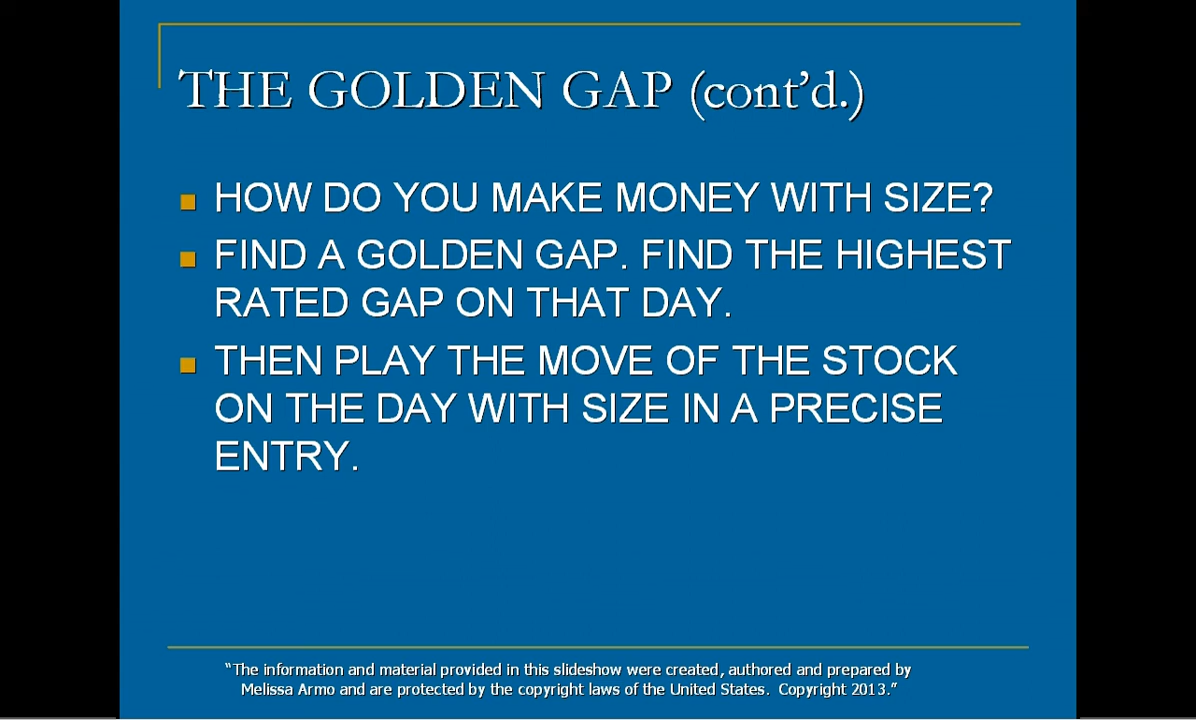 THE GOLDEN GAP (cont’d.)
HOW DO YOU MAKE MONEY WITH SIZE?
FIND A GOLDEN GAP. FIND THE HIGHEST
RATED GAP ON THAT DAY.
THEN PLAY THE MOVE OF THE STOCK
ON THE DAY WITH SIZE IN A PRECISE
ENTRY.
“The information and material provided in this slideshow were created, authored and prepared by
Melissa Armo and are protected by the copyright laws of the United States.  Copyright 2013.”